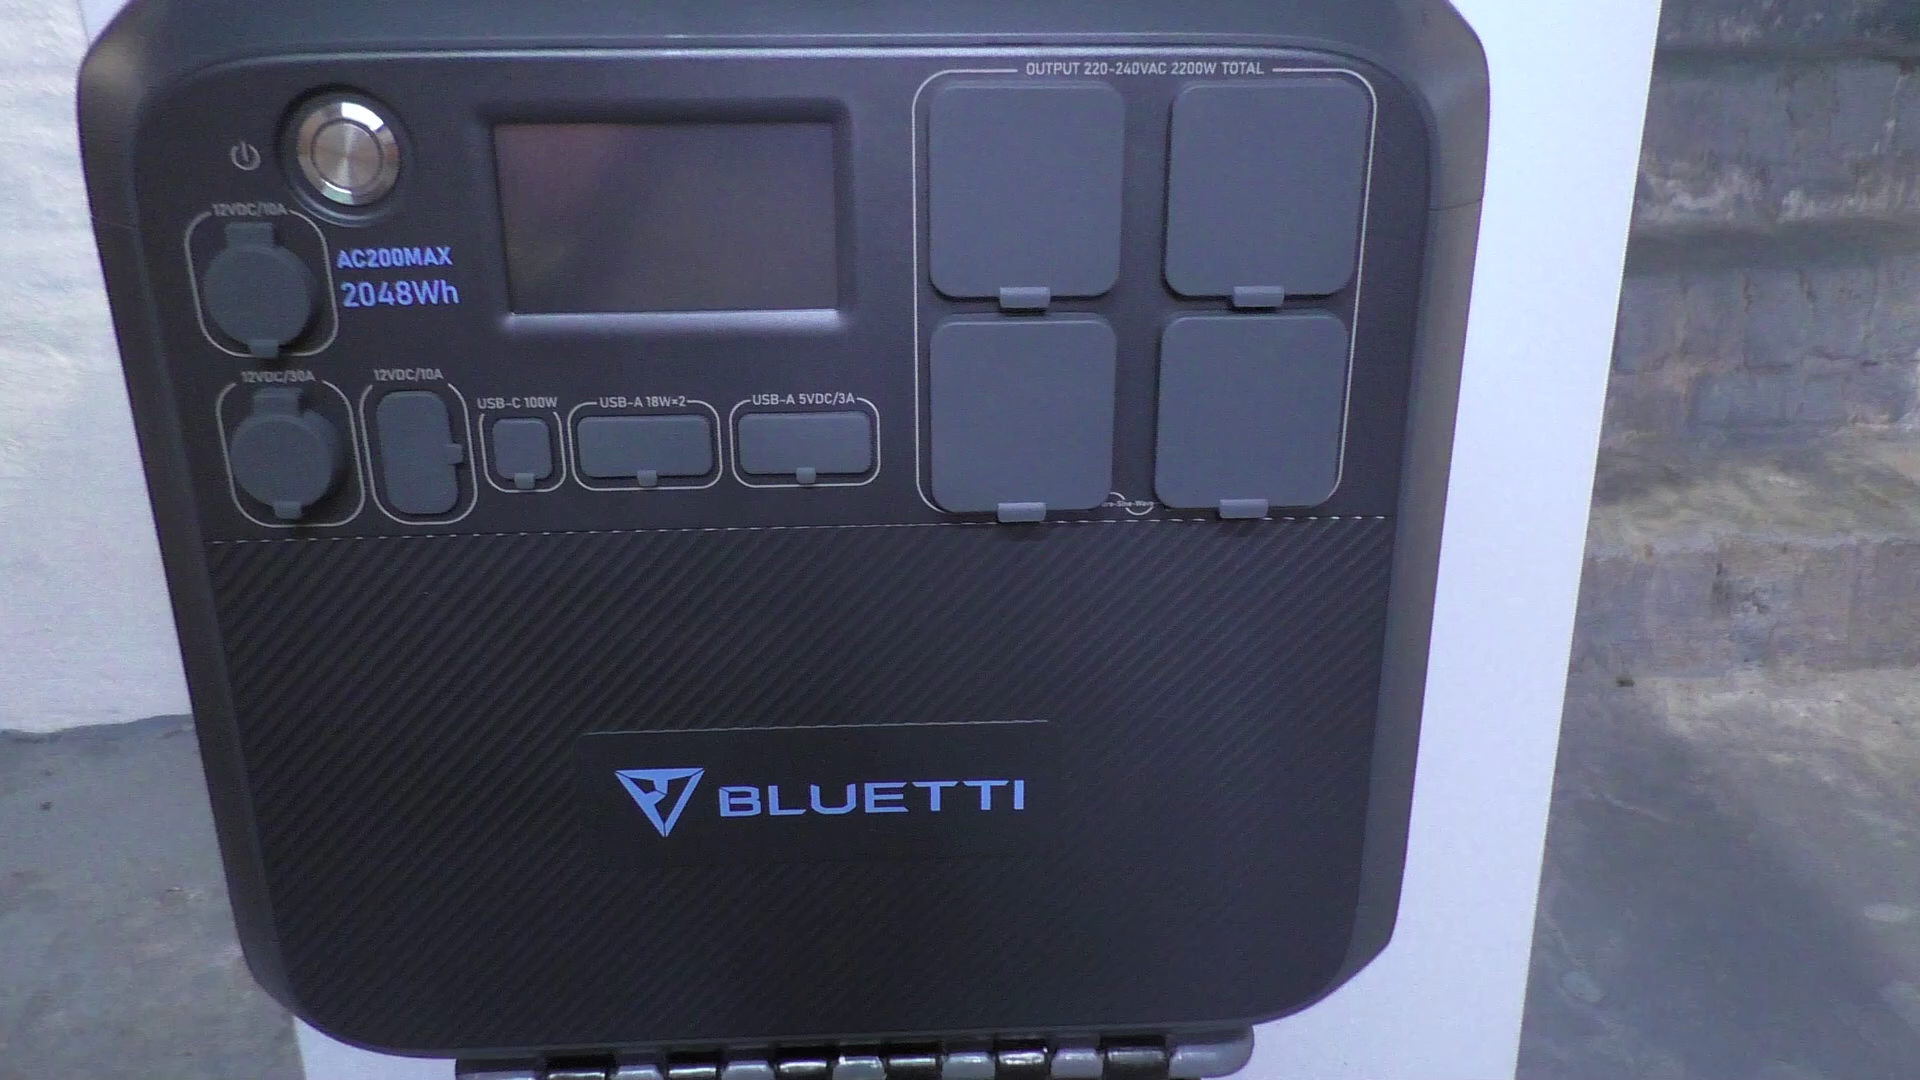 OUTPUT 220-240VAC 2200W TOTAL
12VDC/10A
AC200MAX
2048Wh
12VDC/30A
12VDC/10A
USB-C 100W
USB-A 18W×2
USB-A 5VDC/3A
BLUETTI